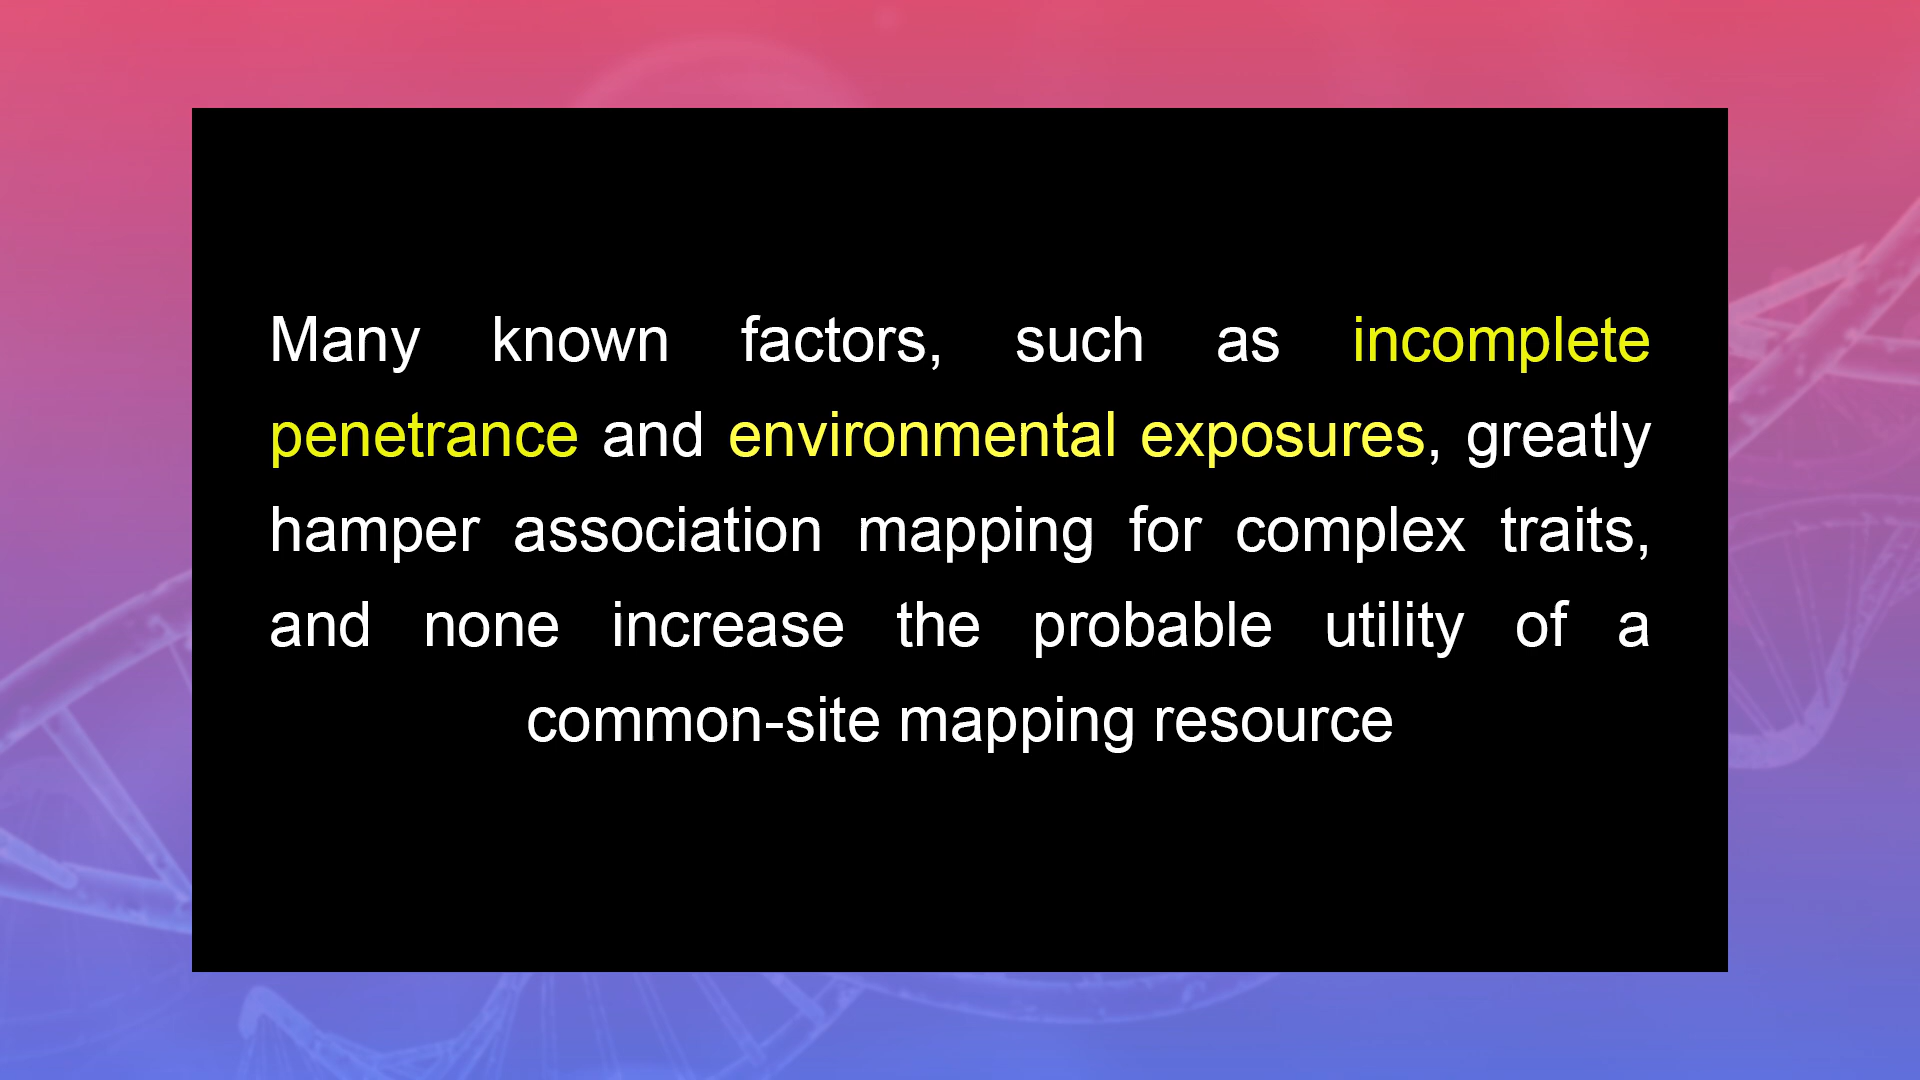 Many known factors, such as incomplete
penetrance and environmental exposures, greatly
hamper association mapping for complex traits,
and none increase the probable utility of a
common-site mapping resource